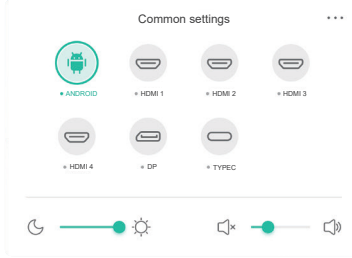 Common settings
ANDROID
HDMI 1
HDMI 2
HDMI 3
HDMI 4
DP
TYPEC